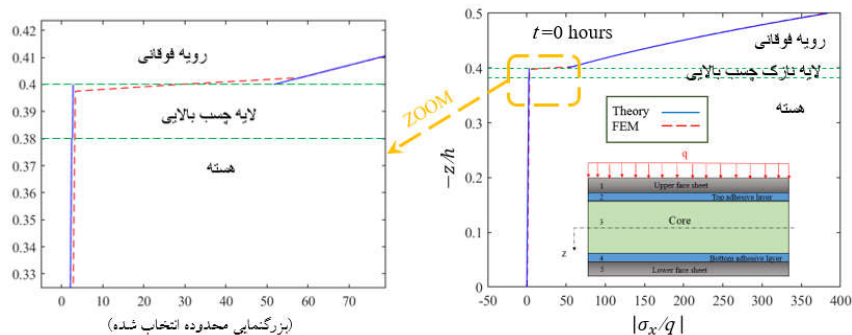 0.42
0.41
0.4
0.39
0.38
0.37
0.36
0.35
0.34
0.33
رویه فوقانی
لایه چسب بالایی
هسته
0 10 20 30 40 50 60 70
(بزرگنمایی محدوده انتخاب شده)
ZOOM
-z/h
0.5
0.4
0.3
0.2
0.1
0
t=0 hours
رویه فوقانی
لایه نازک چسب بالایی
هسته
Theory
FEM
q
1 Upper face sheet
2 Top adhesive layer
3 Core
z
4 Bottom adhesive layer
5 Lower face sheet
-50 0 50 100 150 200 250 300 350 400
|σx/q|